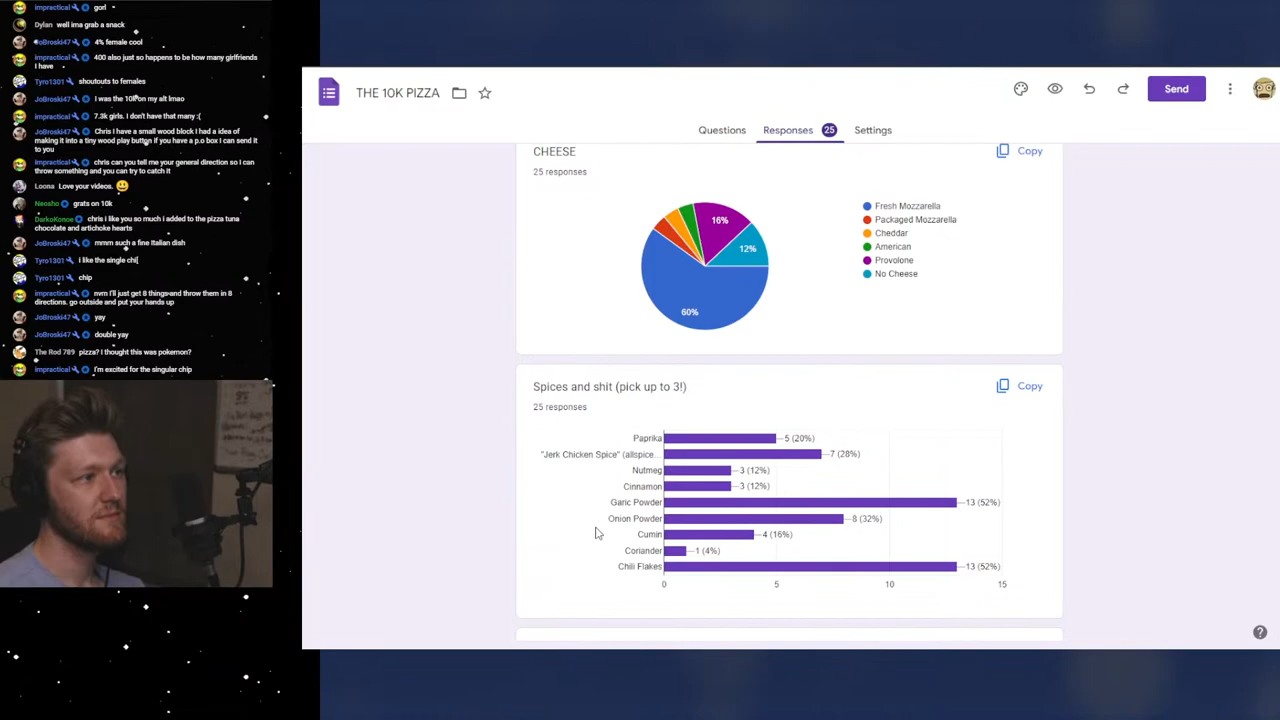 impractical gorl
Dylan well ima grab a snack
JoBroski47 4% female cool
impractical 400 also just so happens to be how many girlfriends
I have
Tyro1301 shoutouts to females
JoBroski47 I was the 10K on my alt lmao
impractical 7.3k girls. I don't have that many :(
JoBroski47 Chris I have a small wood block I had a idea of
making it into a tiny wood play button if you have a p.o box I can send it
to you
impractical chris can you tell me your general direction so I can
throw something and you can try to catch it
Loona Love your videos.
Neosho grats on 10k
DarkoKonoe chris i like you so much i added to the pizza tuna
chocolate and artichoke hearts
JoBroski47 mmm such a fine Italian dish
Tyro1301 I like the single chi[
Tyro1301 chip
impractical nvm I'll just get 8 things and throw them in 8
directions. go outside and put your hands up
JoBroski47 yay
JoBroski47 double yay
The Rod 789 pizza? I thought this was pokemon?
impractical I'm excited for the singular chip
THE 10K PIZZA
Send
Questions Responses 25 Settings
CHEESE
Copy
25 responses
16%
12%
60%
Fresh Mozzarella
Packaged Mozzarella
Cheddar
American
Provolone
No Cheese
Spices and shit (pick up to 3!)
Copy
25 responses
Paprika 5 (20%)
"Jerk Chicken Spice" (allspice... 7 (28%)
Nutmeg 3 (12%)
Cinnamon 3 (12%)
Garic Powder 13 (52%)
Onion Powder 8 (32%)
Cumin 4 (16%)
Coriander 1 (4%)
Chili Flakes 13 (52%)
0 5 10 15